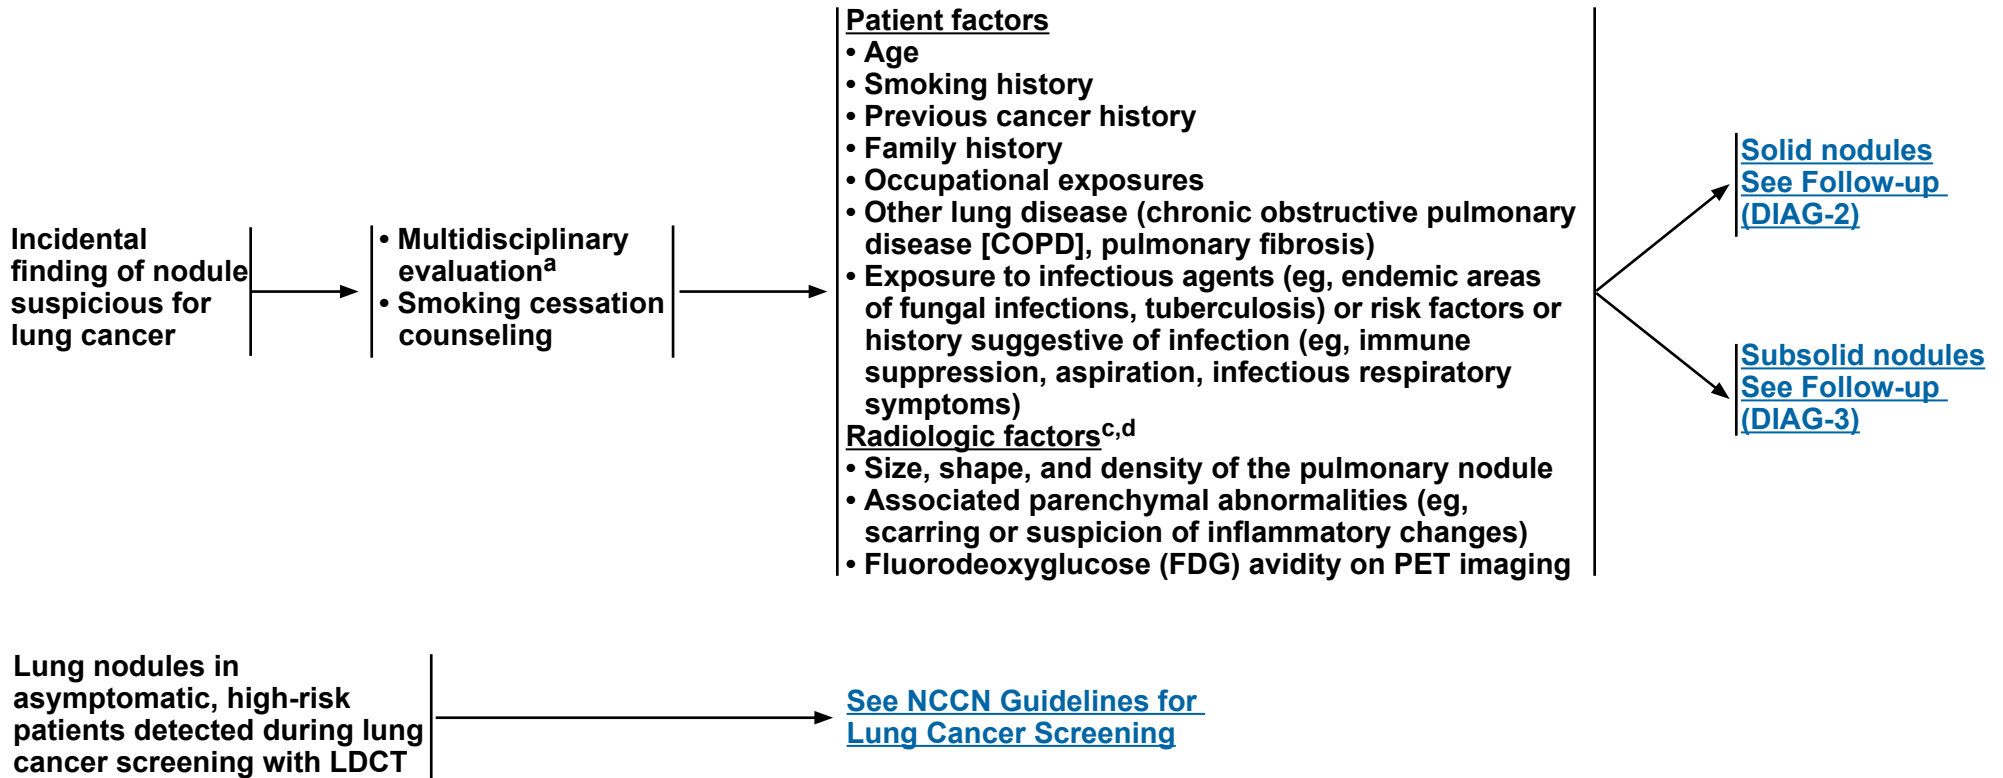 Incidental
finding of nodule
suspicious for
lung cancer
• Multidisciplinary
evaluationᵃ
• Smoking cessation
counseling
Patient factors
• Age
• Smoking history
• Previous cancer history
• Family history
• Occupational exposures
• Other lung disease (chronic obstructive pulmonary
disease [COPD], pulmonary fibrosis)
• Exposure to infectious agents (eg, endemic areas
of fungal infections, tuberculosis) or risk factors or
history suggestive of infection (eg, immune
suppression, aspiration, infectious respiratory
symptoms)
Radiologic factorsᶜ,ᵈ
• Size, shape, and density of the pulmonary nodule
• Associated parenchymal abnormalities (eg,
scarring or suspicion of inflammatory changes)
• Fluorodeoxyglucose (FDG) avidity on PET imaging
Solid nodules
See Follow-up
(DIAG-2)
Subsolid nodules
See Follow-up
(DIAG-3)
Lung nodules in
asymptomatic, high-risk
patients detected during lung
cancer screening with LDCT
See NCCN Guidelines for
Lung Cancer Screening